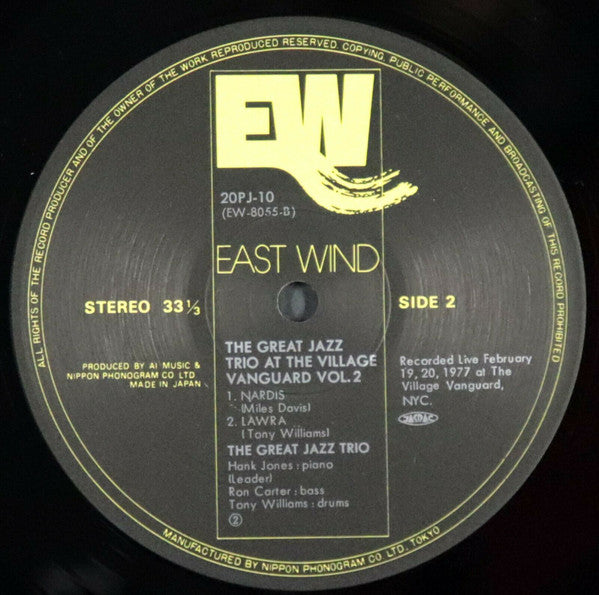 ALL RIGHTS OF THE RECORD PRODUCER AND OF THE OWNER OF THE WORK REPRODUCED RESERVED. COPYING, PUBLIC PERFORMANCE AND BROADCASTING OF THIS RECORD PROHIBITED
EW
20PJ-10
(EW-8055-B)
EAST WIND
STEREO 33 1/3
SIDE 2
PRODUCED BY AI MUSIC &
NIPPON PHONOGRAM CO LTD
MADE IN JAPAN
THE GREAT JAZZ
TRIO AT THE VILLAGE
VANGUARD VOL.2
1. NARDIS
(Miles Davis)
2. LAWRA
(Tony Williams)
THE GREAT JAZZ TRIO
Hank Jones : piano
(Leader)
Ron Carter : bass
Tony Williams : drums
②
Recorded Live February
19, 20, 1977 at The
Village Vanguard,
NYC.
JASRAC
MANUFACTURED BY NIPPON PHONOGRAM CO. LTD. TOKYO